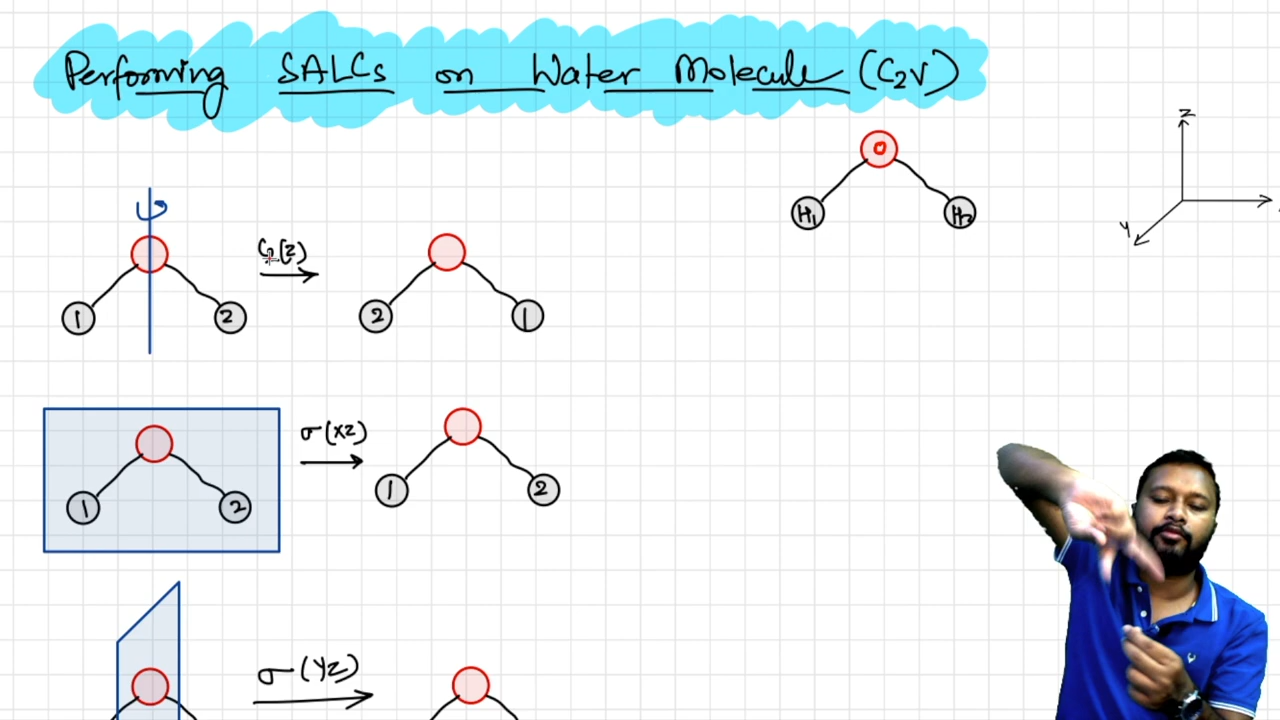 Performing SALCs on Water Molecule (C2V)
Z
Y
O
H1
H2
C2(Z)
1
2
2
1
σ(XZ)
1
2
1
2
σ(YZ)